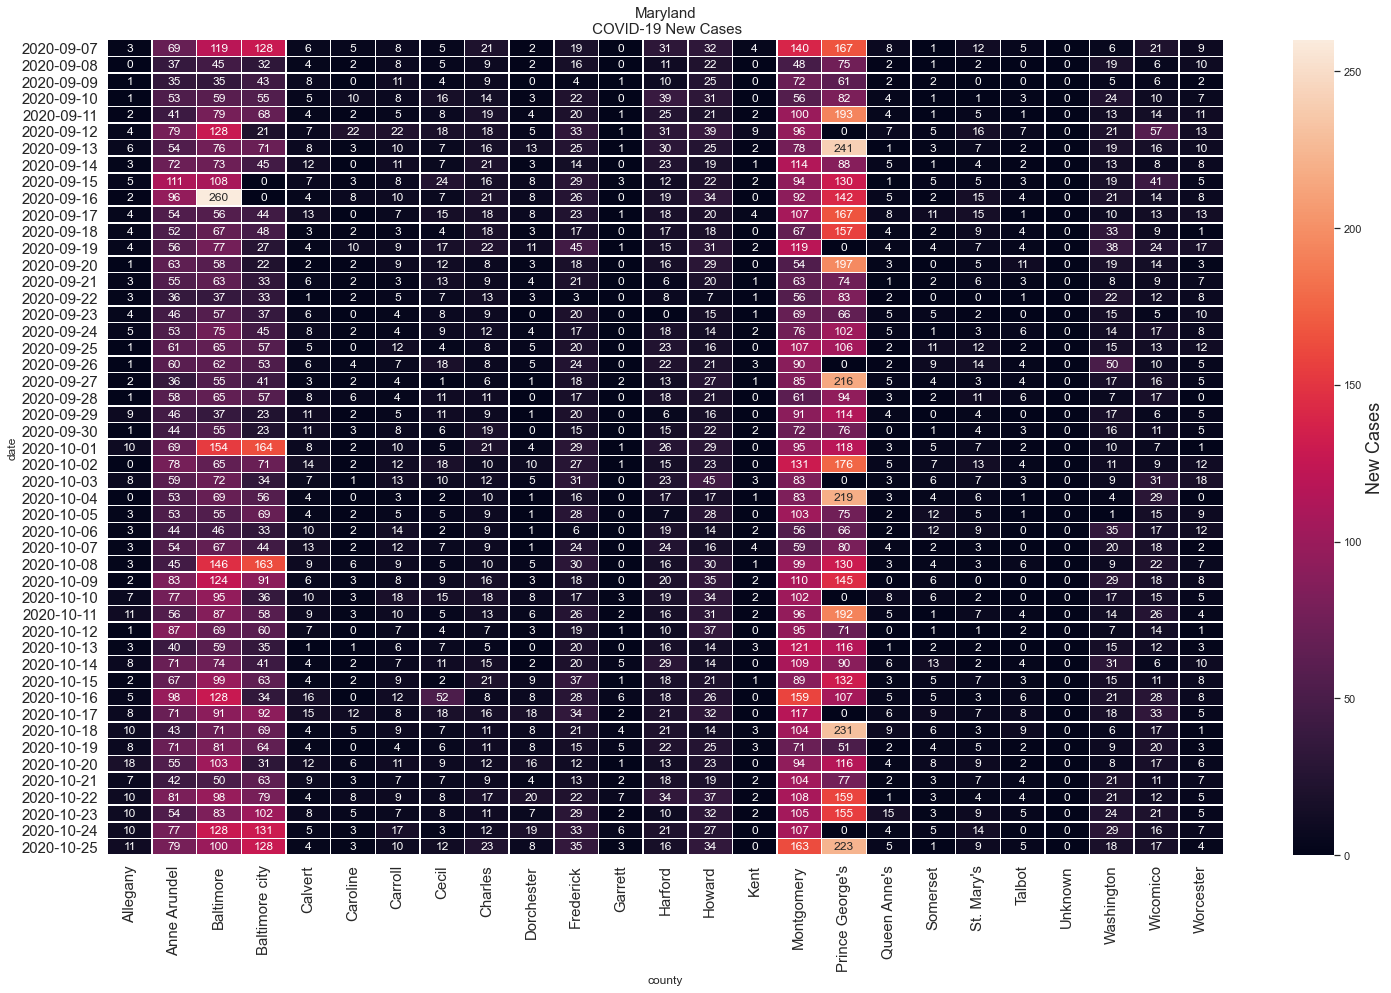 Maryland
COVID-19 New Cases
2020-09-07 3 69 119 128 6 5 8 5 21 2 19 0 31 32 4 140 167 8 1 12 5 0 6 21 9
2020-09-08 0 37 45 32 4 2 8 5 9 2 16 0 11 22 0 48 75 2 1 2 0 0 19 6 10
2020-09-09 1 35 35 43 8 0 11 4 9 0 4 1 10 25 0 72 61 2 2 0 0 0 5 6 2
2020-09-10 1 53 59 55 5 10 8 16 14 3 22 0 39 31 0 56 82 4 1 1 3 0 24 10 7
2020-09-11 2 41 79 68 4 2 5 8 19 4 20 1 25 21 2 100 193 4 1 5 1 0 13 14 11
2020-09-12 4 79 128 21 7 22 22 18 18 5 33 1 31 39 9 96 0 7 5 16 7 0 21 57 13
2020-09-13 6 54 76 71 8 3 10 7 16 13 25 1 30 25 2 78 241 1 3 7 2 0 19 16 10
2020-09-14 3 72 73 45 12 0 11 7 21 3 14 0 23 19 1 114 88 5 1 4 2 0 13 8 8
2020-09-15 5 111 108 0 7 3 8 24 16 8 29 3 12 22 2 94 130 1 5 5 3 0 19 41 5
2020-09-16 2 96 260 0 4 8 10 7 21 8 26 0 19 34 0 92 142 5 2 15 4 0 21 14 8
2020-09-17 4 54 56 44 13 0 7 15 18 8 23 1 18 20 4 107 167 8 11 15 1 0 10 13 13
2020-09-18 4 52 67 48 3 2 3 4 18 3 17 0 17 18 0 67 157 4 2 9 4 0 33 9 1
2020-09-19 4 56 77 27 4 10 9 17 22 11 45 1 15 31 2 119 0 4 4 7 4 0 38 24 17
2020-09-20 1 63 58 22 2 2 9 12 8 3 18 0 16 29 0 54 197 3 0 5 11 0 19 14 3
2020-09-21 3 55 63 33 6 2 3 13 9 4 21 0 6 20 1 63 74 1 2 6 3 0 8 9 7
2020-09-22 3 36 37 33 1 2 5 7 13 3 3 0 8 7 1 56 83 2 0 0 1 0 22 12 8
2020-09-23 4 46 57 37 6 0 4 8 9 0 20 0 0 15 1 69 66 5 5 2 0 0 15 5 10
2020-09-24 5 53 75 45 8 2 4 9 12 4 17 0 18 14 2 76 102 5 1 3 6 0 14 17 8
2020-09-25 1 61 65 57 5 0 12 4 8 5 20 0 23 16 0 107 106 2 11 12 2 0 15 13 12
2020-09-26 1 60 62 53 6 4 7 18 8 5 24 0 22 21 3 90 0 2 9 14 4 0 50 10 5
2020-09-27 2 36 55 41 3 2 4 1 6 1 18 2 13 27 1 85 216 5 4 3 4 0 17 16 5
2020-09-28 1 58 65 57 8 6 4 11 11 0 17 0 18 21 0 61 94 3 2 11 6 0 7 17 0
2020-09-29 9 46 37 23 11 2 5 11 9 1 20 0 6 16 0 91 114 4 0 4 0 0 17 6 5
2020-09-30 1 44 55 23 11 3 8 6 19 0 15 0 15 22 2 72 76 0 1 4 3 0 16 11 5
2020-10-01 10 69 154 164 8 2 10 5 21 4 29 1 26 29 0 95 118 3 5 7 2 0 10 7 1
2020-10-02 0 78 65 71 14 2 12 18 10 10 27 1 15 23 0 131 176 5 7 13 4 0 11 9 12
2020-10-03 8 59 72 34 7 1 13 10 12 5 31 0 23 45 3 83 0 3 6 7 3 0 9 31 18
2020-10-04 0 53 69 56 4 0 3 2 10 1 16 0 17 17 1 83 219 3 4 6 1 0 4 29 0
2020-10-05 3 53 55 69 4 2 5 5 9 1 28 0 7 28 0 103 75 2 12 5 1 0 1 15 9
2020-10-06 3 44 46 33 10 2 14 2 9 1 6 0 19 14 2 56 66 2 12 9 0 0 35 17 12
2020-10-07 3 54 67 44 13 2 12 7 9 1 24 0 24 16 4 59 80 4 2 3 0 0 20 18 2
2020-10-08 3 45 146 163 9 6 9 5 10 5 30 0 16 30 1 99 130 3 4 3 6 0 9 22 7
2020-10-09 2 83 124 91 6 3 8 9 16 3 18 0 20 35 2 110 145 0 6 0 0 0 29 18 8
2020-10-10 7 77 95 36 10 3 18 15 18 8 17 3 19 34 2 102 0 8 6 2 0 0 17 15 5
2020-10-11 11 56 87 58 9 3 10 5 13 6 26 2 16 31 2 96 192 5 1 7 4 0 14 26 4
2020-10-12 1 87 69 60 7 0 7 4 7 3 19 1 10 37 0 95 71 0 1 1 2 0 7 14 1
2020-10-13 3 40 59 35 1 1 6 7 5 0 20 0 16 14 3 121 116 1 2 2 0 0 15 12 3
2020-10-14 8 71 74 41 4 2 7 11 15 2 20 5 29 14 0 109 90 6 13 2 4 0 31 6 10
2020-10-15 2 67 99 63 4 2 9 2 21 9 37 1 18 21 1 89 132 3 5 7 3 0 15 11 8
2020-10-16 5 98 128 34 16 0 12 52 8 8 28 6 18 26 0 159 107 5 5 3 6 0 21 28 8
2020-10-17 8 71 91 92 15 12 8 18 16 18 34 2 21 32 0 117 0 6 9 7 8 0 18 33 5
2020-10-18 10 43 71 69 4 5 9 7 11 8 21 4 21 14 3 104 231 9 6 3 9 0 6 17 1
2020-10-19 8 71 81 64 4 0 4 6 11 8 15 5 22 25 3 71 51 2 4 5 2 0 9 20 3
2020-10-20 18 55 103 31 12 6 11 9 12 16 12 1 13 23 0 94 116 4 8 9 2 0 8 17 6
2020-10-21 7 42 50 63 9 3 7 7 9 4 13 2 18 19 2 104 77 2 3 7 4 0 21 11 7
2020-10-22 10 81 98 79 4 8 9 8 17 20 22 7 34 37 2 108 159 1 3 4 4 0 21 12 5
2020-10-23 10 54 83 102 8 5 7 8 11 7 29 2 10 32 2 105 155 15 3 9 5 0 24 21 5
2020-10-24 10 77 128 131 5 3 17 3 12 19 33 6 21 27 0 107 0 4 5 14 0 0 29 16 7
2020-10-25 11 79 100 128 4 3 10 12 23 8 35 3 16 34 0 163 223 5 1 9 5 0 18 17 4
date
Allegany
Anne Arundel
Baltimore
Baltimore city
Calvert
Caroline
Carroll
Cecil
Charles
Dorchester
Frederick
Garrett
Harford
Howard
Kent
Montgomery
Prince George's
Queen Anne's
Somerset
St. Mary's
Talbot
Unknown
Washington
Wicomico
Worcester
county
250
200
150
100
50
0
New Cases